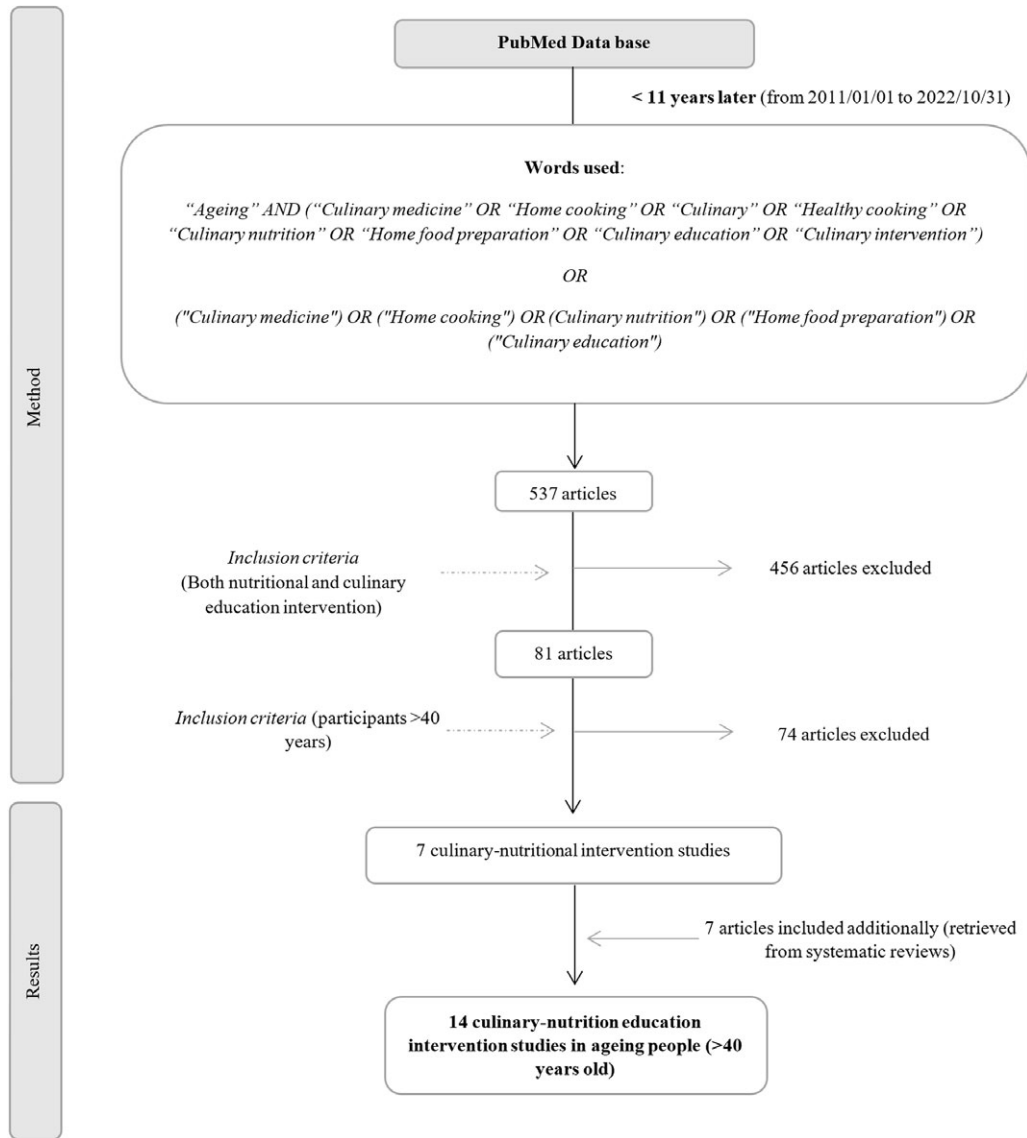 PubMed Data base
< 11 years later (from 2011/01/01 to 2022/10/31)
Words used:
“Ageing” AND (“Culinary medicine” OR “Home cooking” OR “Culinary” OR “Healthy cooking” OR
“Culinary nutrition” OR “Home food preparation” OR “Culinary education” OR “Culinary intervention”)
OR
("Culinary medicine") OR ("Home cooking") OR (Culinary nutrition") OR ("Home food preparation") OR
("Culinary education")
Method
537 articles
Inclusion criteria
(Both nutritional and culinary
education intervention)
456 articles excluded
81 articles
Inclusion criteria (participants >40
years)
74 articles excluded
Results
7 culinary-nutritional intervention studies
7 articles included additionally (retrieved
from systematic reviews)
14 culinary-nutrition education
intervention studies in ageing people (>40
years old)